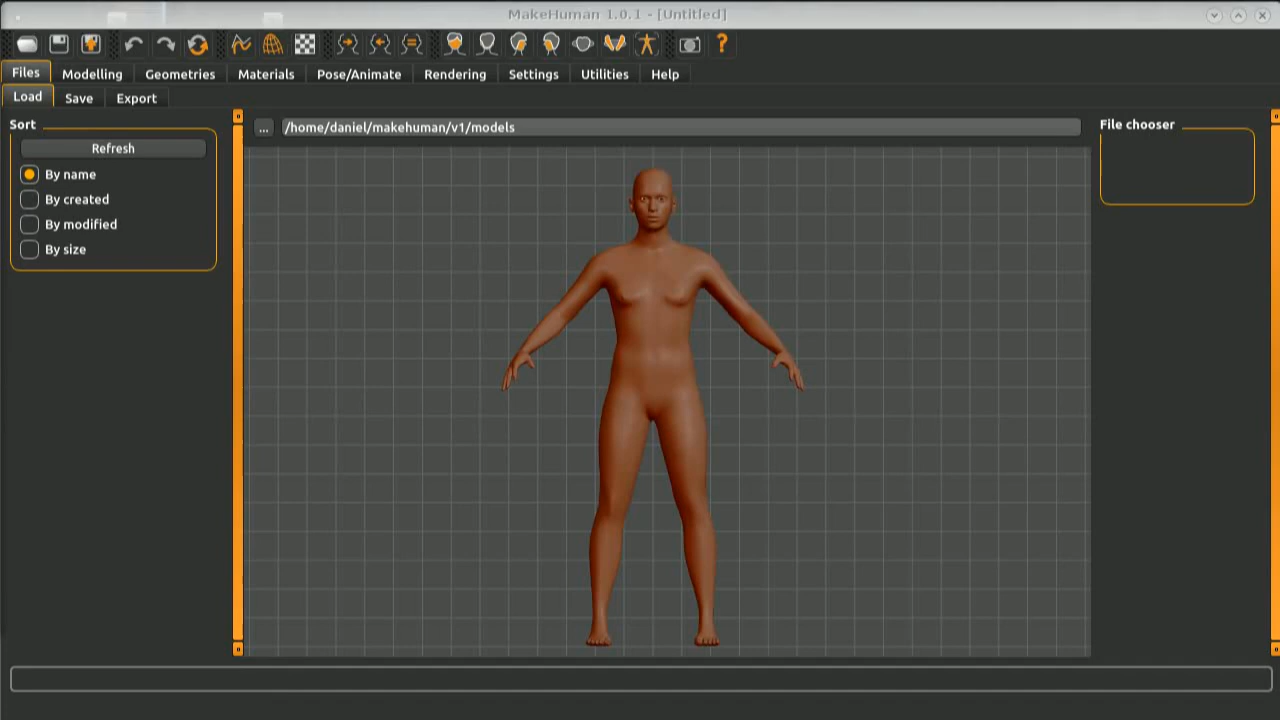 MakeHuman 1.0.1 - [Untitled]
Files Modelling Geometries Materials Pose/Animate Rendering Settings Utilities Help
Load Save Export
Sort
... /home/daniel/makehuman/v1/models
File chooser
Refresh
By name
By created
By modified
By size